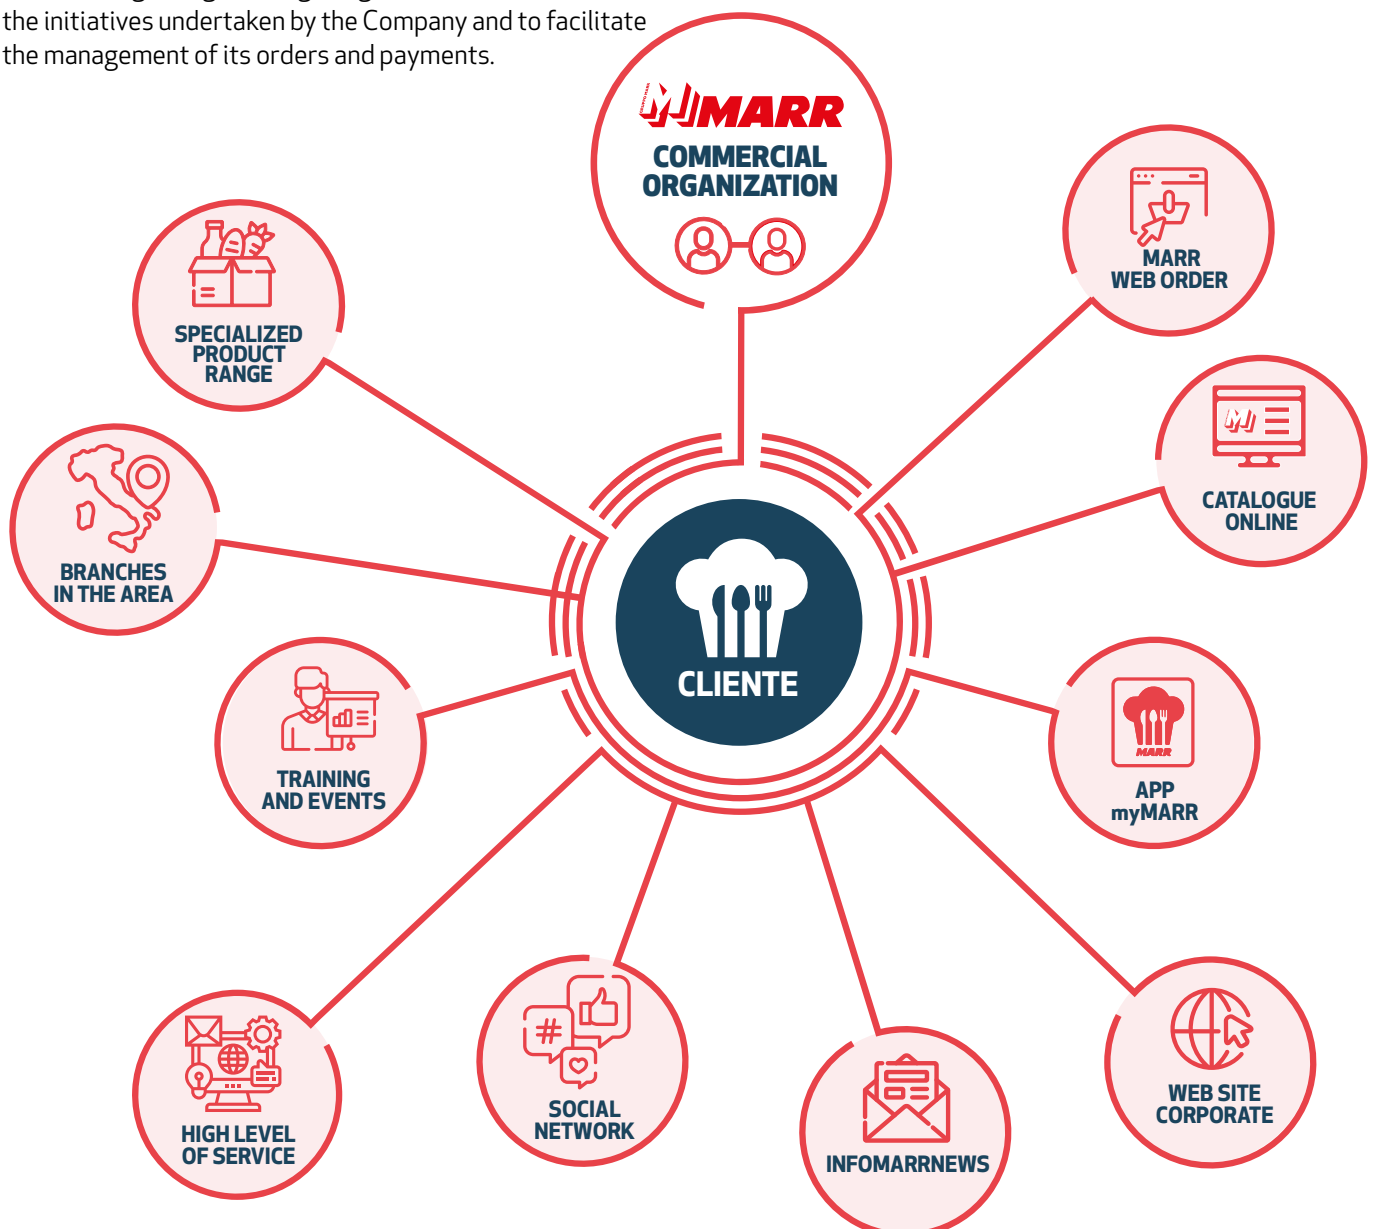 the initiatives undertaken by the Company and to facilitate
the management of its orders and payments.
MARR
COMMERCIAL
ORGANIZATION
MARR
WEB ORDER
SPECIALIZED
PRODUCT
RANGE
CATALOGUE
ONLINE
BRANCHES
IN THE AREA
CLIENTE
TRAINING
AND EVENTS
MARR
APP
myMARR
#
SOCIAL
NETWORK
WEB SITE
CORPORATE
HIGH LEVEL
OF SERVICE
INFOMARRNEWS